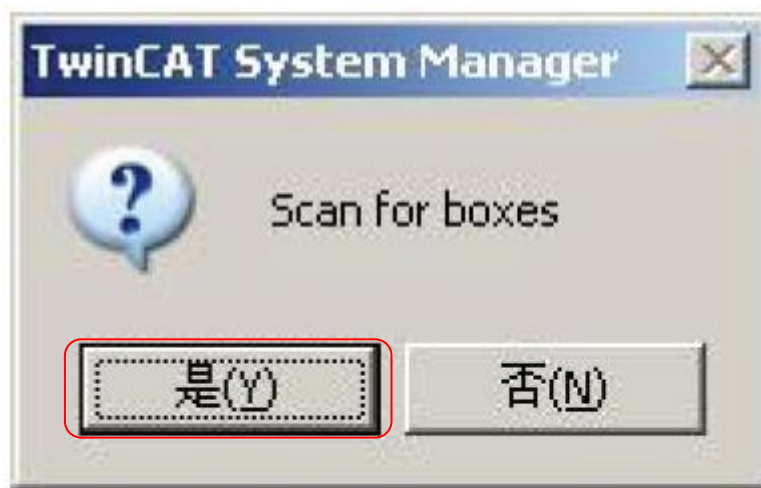 TwinCAT System Manager
?
Scan for boxes
是(Y) 否(N)